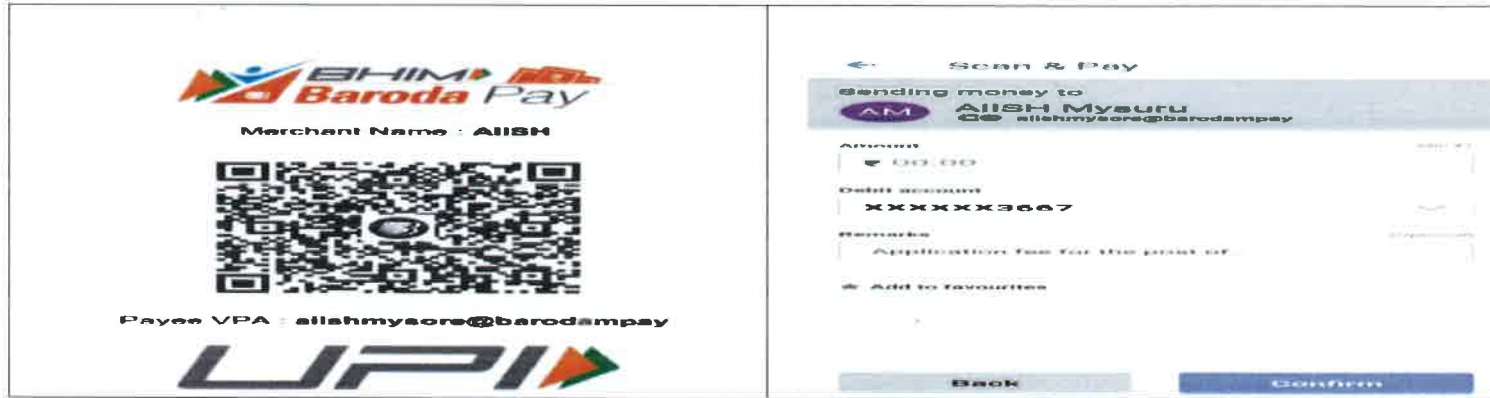 BHIM
Baroda Pay
Merchant Name : AIISH
Payee VPA : aiishmysore@barodampay
UPI
Scan & Pay
Sending money to
AM
AIISH Mysuru
aiishmysore@barodampay
Amount
₹ 00.00
Debit account
XXXXXX3667
Remarks
Application fee for the post of
Add to favourites
Back
Confirm